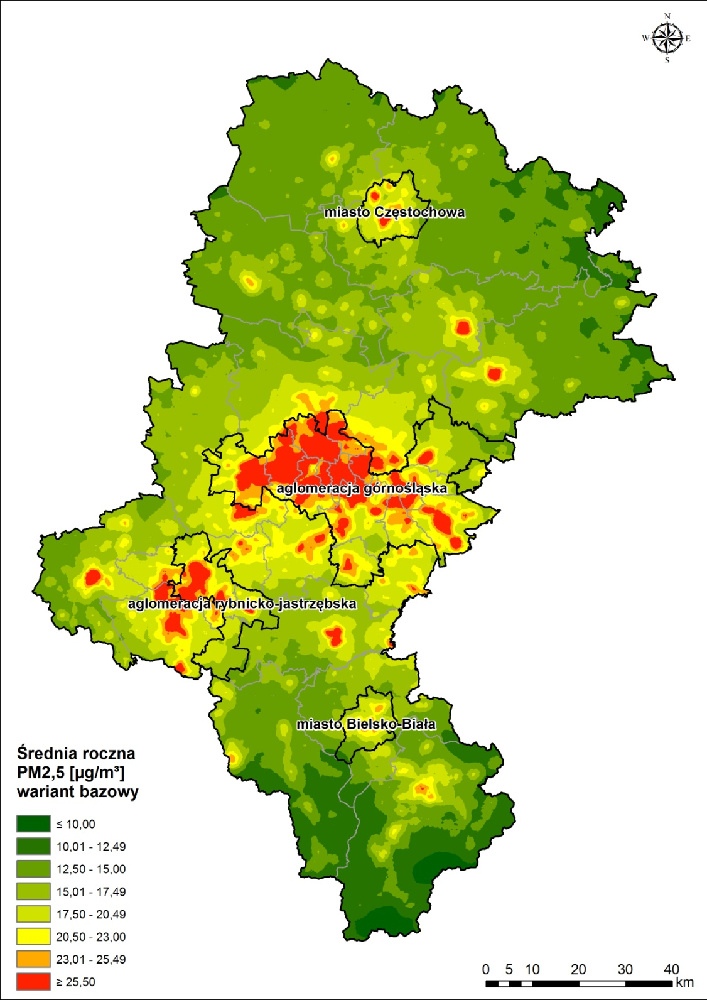 N
W E
S
miasto Częstochowa
aglomeracja górnośląska
aglomeracja rybnicko-jastrzębska
miasto Bielsko-Biała
Średnia roczna
PM2,5 [µg/m³]
wariant bazowy
≤ 10,00
10,01 - 12,49
12,50 - 15,00
15,01 - 17,49
17,50 - 20,49
20,50 - 23,00
23,01 - 25,49
≥ 25,50
0 5 10 20 30 40
km